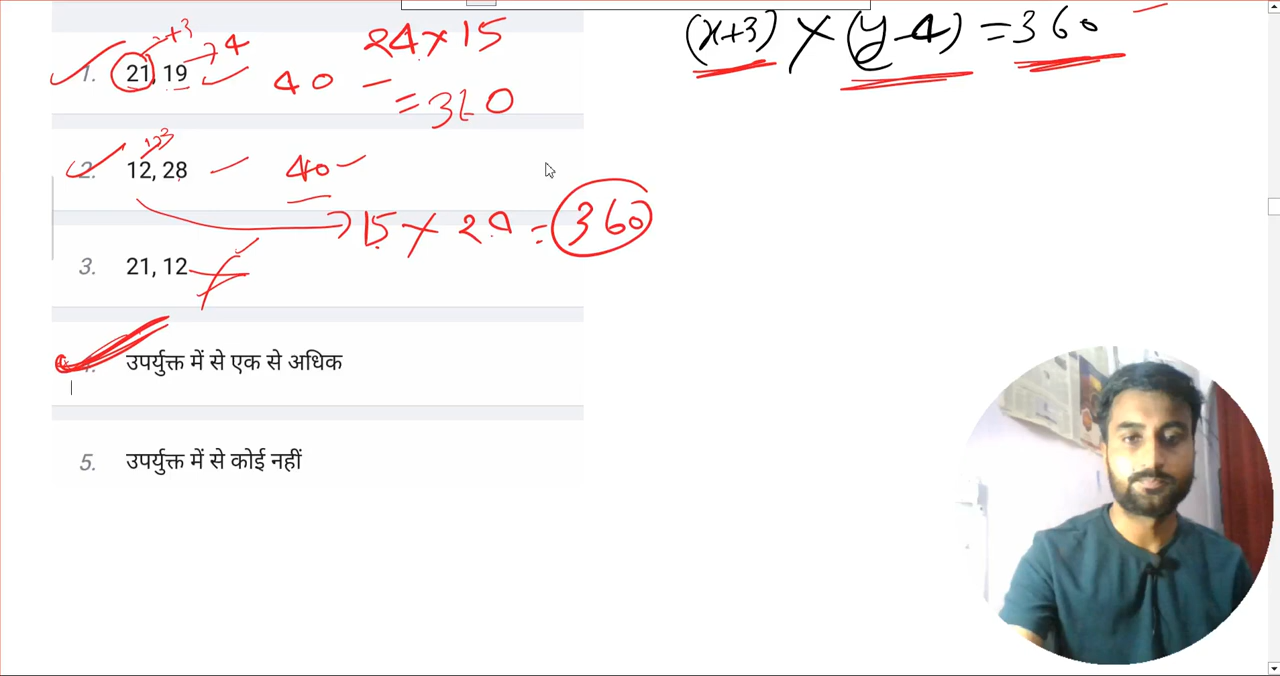 (x+3) × (y-4) = 360
+3
→4
24 × 15
1. 21, 19
40
= 360
+3
2. 12, 28
40
15 × 24 = 360
3. 21, 12
4. उपर्युक्त में से एक से अधिक
5. उपर्युक्त में से कोई नहीं